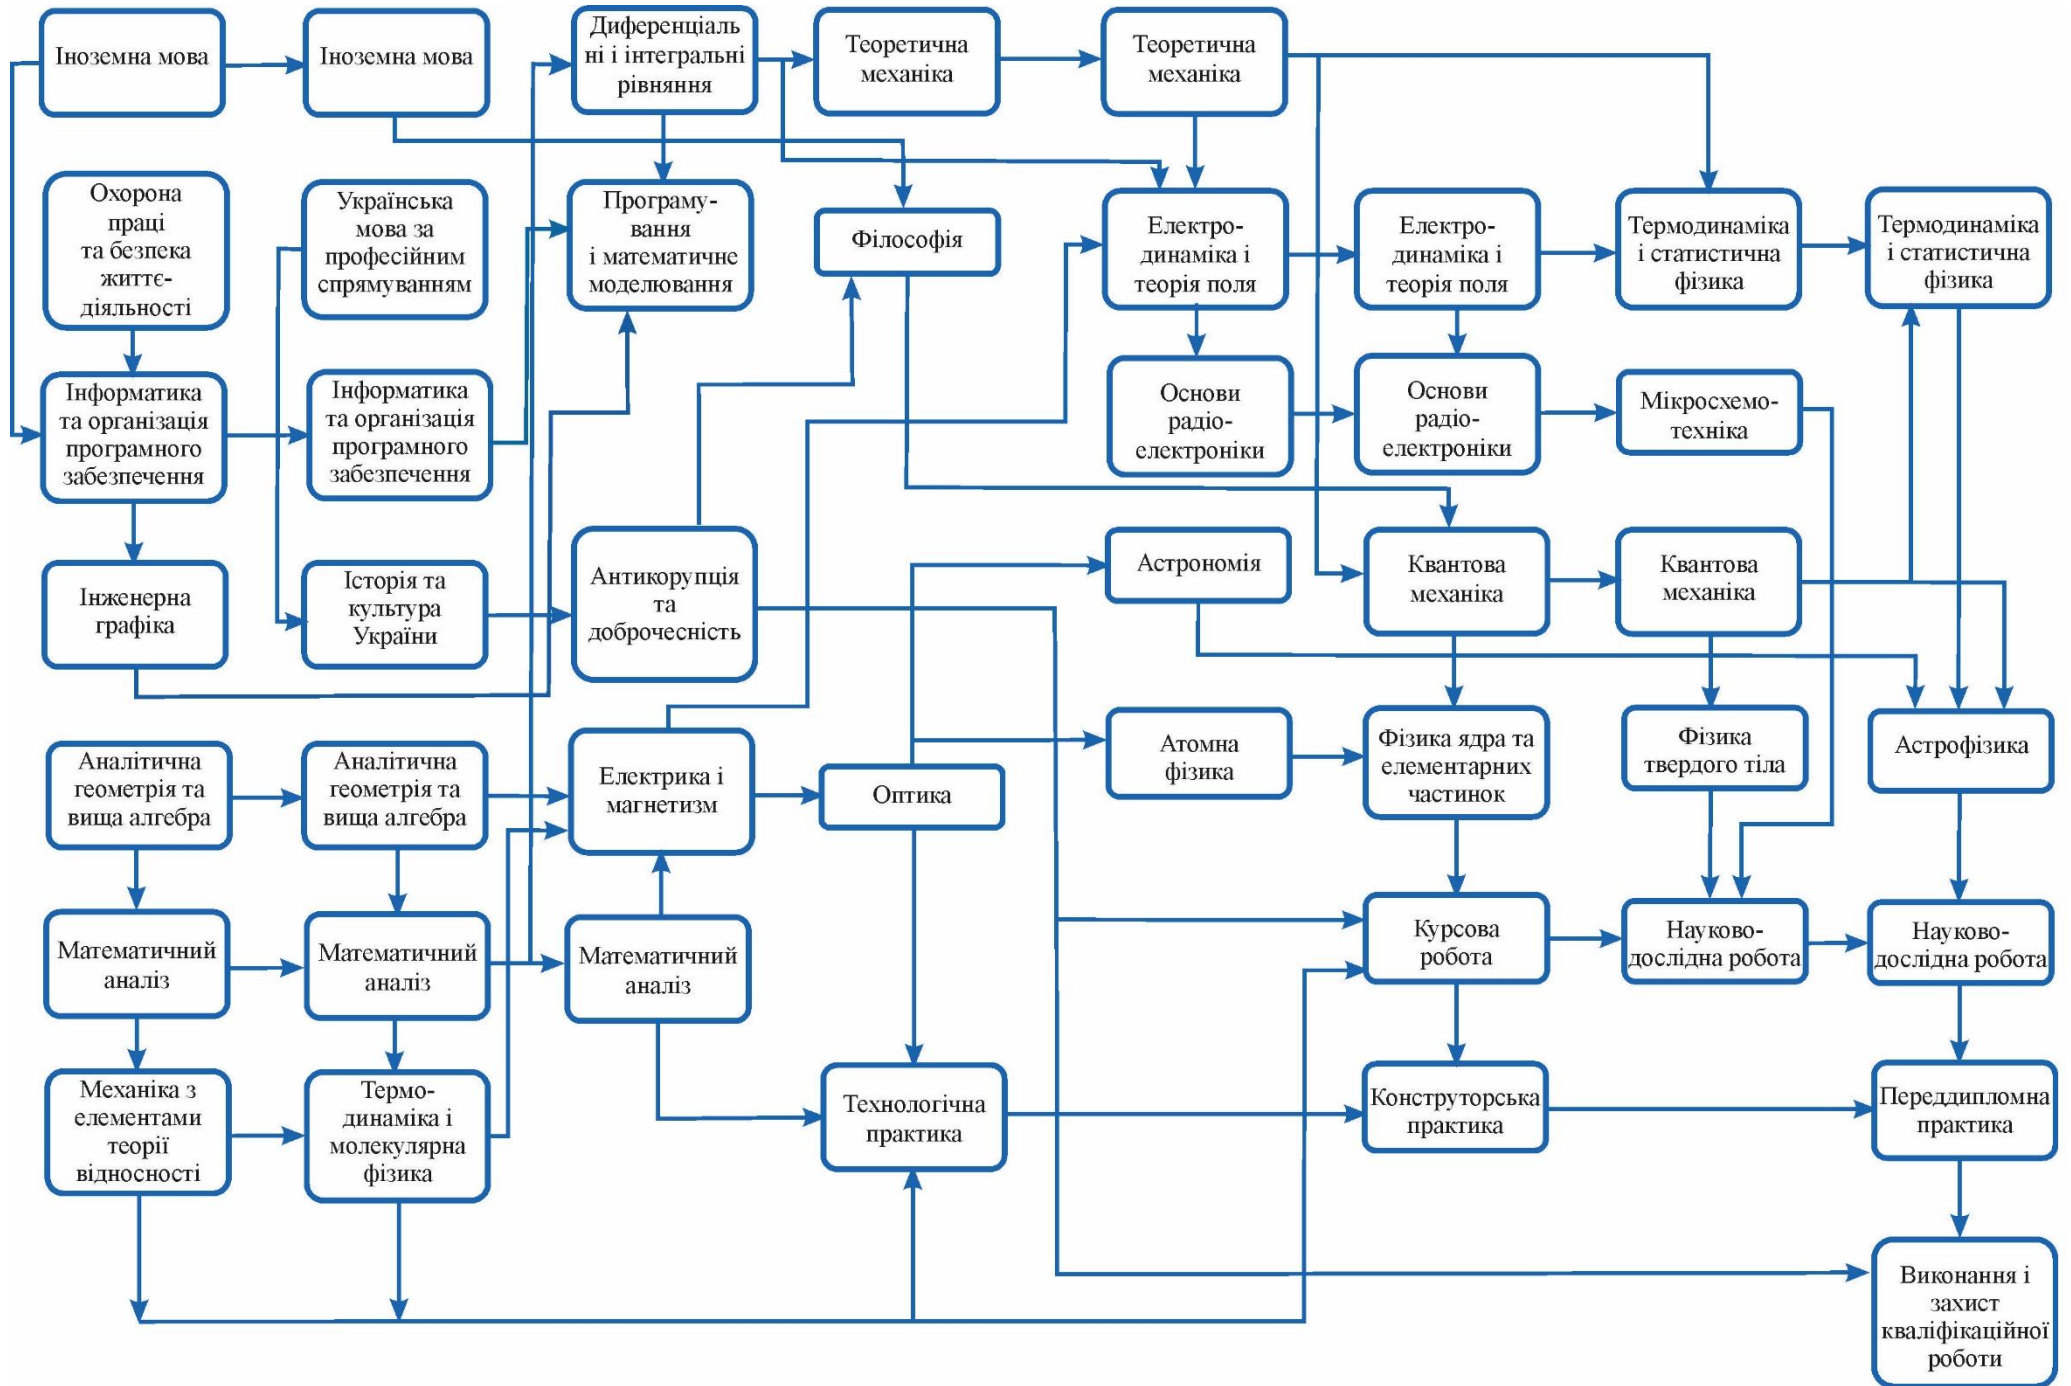 Іноземна мова
Іноземна мова
Диференціаль
ні і інтегральні
рівняння
Теоретична
механіка
Теоретична
механіка
Охорона
праці
та безпека
життє-
діяльності
Українська
мова за
професійним
спрямуванням
Програму-
вання
і математичне
моделювання
Філософія
Електро-
динаміка і
теорія поля
Електро-
динаміка і
теорія поля
Термодинаміка
і статистична
фізика
Термодинаміка
і статистична
фізика
Інформатика
та організація
програмного
забезпечення
Інформатика
та організація
програмного
забезпечення
Основи
радіо-
електроніки
Основи
радіо-
електроніки
Мікросхемо-
техніка
Інженерна
графіка
Історія та
культура
України
Антикорупція
та
доброчесність
Астрономія
Квантова
механіка
Квантова
механіка
Аналітична
геометрія та
вища алгебра
Аналітична
геометрія та
вища алгебра
Електрика і
магнетизм
Оптика
Атомна
фізика
Фізика ядра та
елементарних
частинок
Фізика
твердого тіла
Астрофізика
Математичний
аналіз
Математичний
аналіз
Математичний
аналіз
Курсова
робота
Науково-
дослідна робота
Науково-
дослідна робота
Механіка з
елементами
теорії
відносності
Термо-
динаміка і
молекулярна
фізика
Технологічна
практика
Конструторська
практика
Переддипломна
практика
Виконання і
захист
кваліфікаційної
роботи